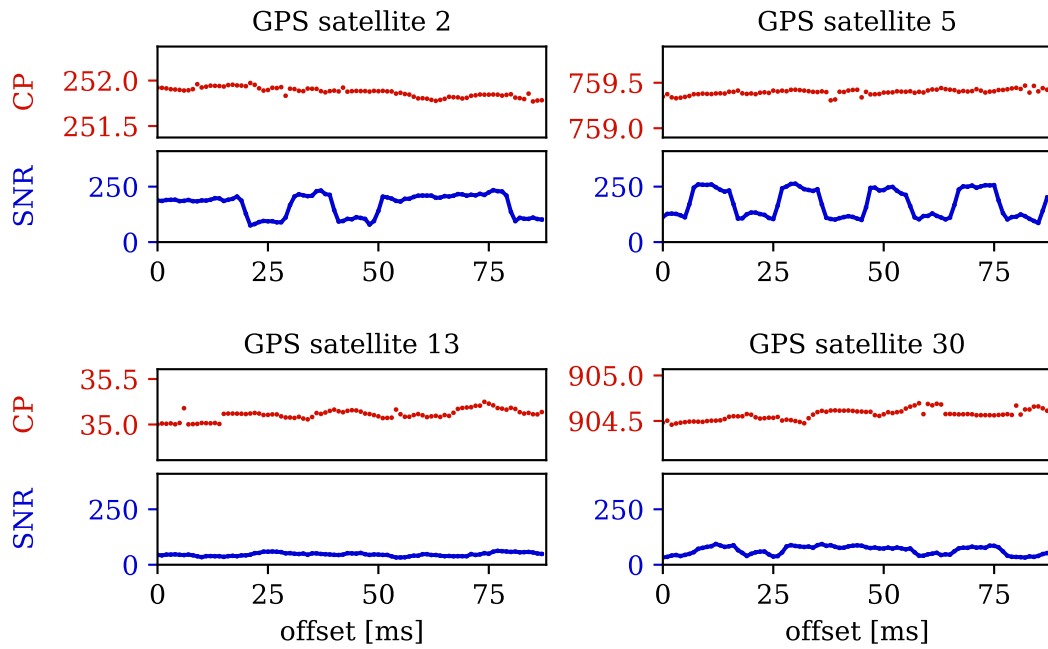 GPS satellite 2
CP
252.0
251.5
SNR
250
0
0 25 50 75
GPS satellite 5
759.5
759.0
250
0
0 25 50 75
GPS satellite 13
CP
35.5
35.0
SNR
250
0
0 25 50 75
offset [ms]
GPS satellite 30
905.0
904.5
250
0
0 25 50 75
offset [ms]